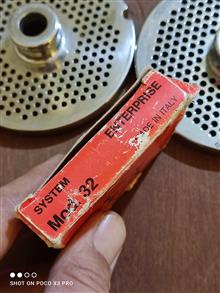 SYSTEM
ENTERPRISE
Mod. 32
MADE IN ITALY
SHOT ON POCO X3 PRO